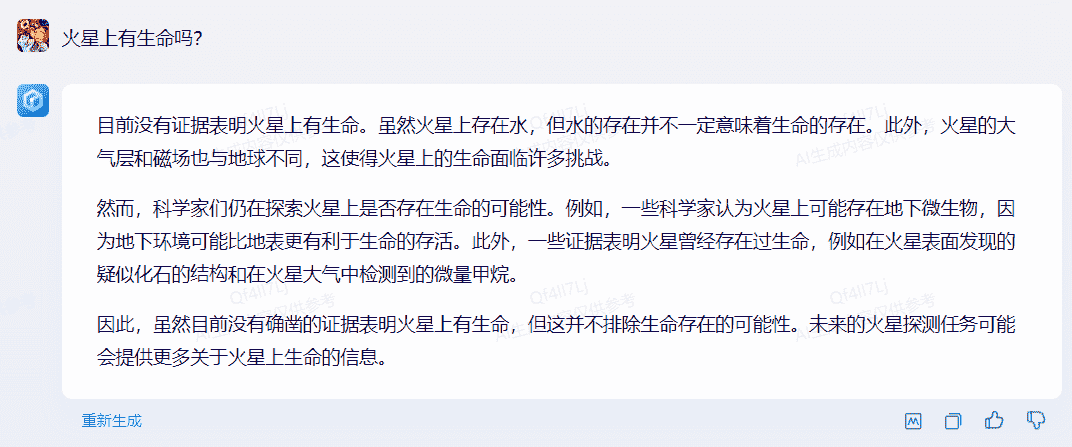 火星上有生命吗?
目前没有证据表明火星上有生命。虽然火星上存在水，但水的存在并不一定意味着生命的存在。此外，火星的大
气层和磁场也与地球不同，这使得火星上的生命面临许多挑战。
然而，科学家们仍在探索火星上是否存在生命的可能性。例如，一些科学家认为火星上可能存在地下微生物，因
为地下环境可能比地表更有利于生命的存活。此外，一些证据表明火星曾经存在过生命，例如在火星表面发现的
疑似化石的结构和在火星大气中检测到的微量甲烷。
因此，虽然目前没有确凿的证据表明火星上有生命，但这并不排除生命存在的可能性。未来的火星探测任务可能
会提供更多关于火星上生命的信息。
重新生成